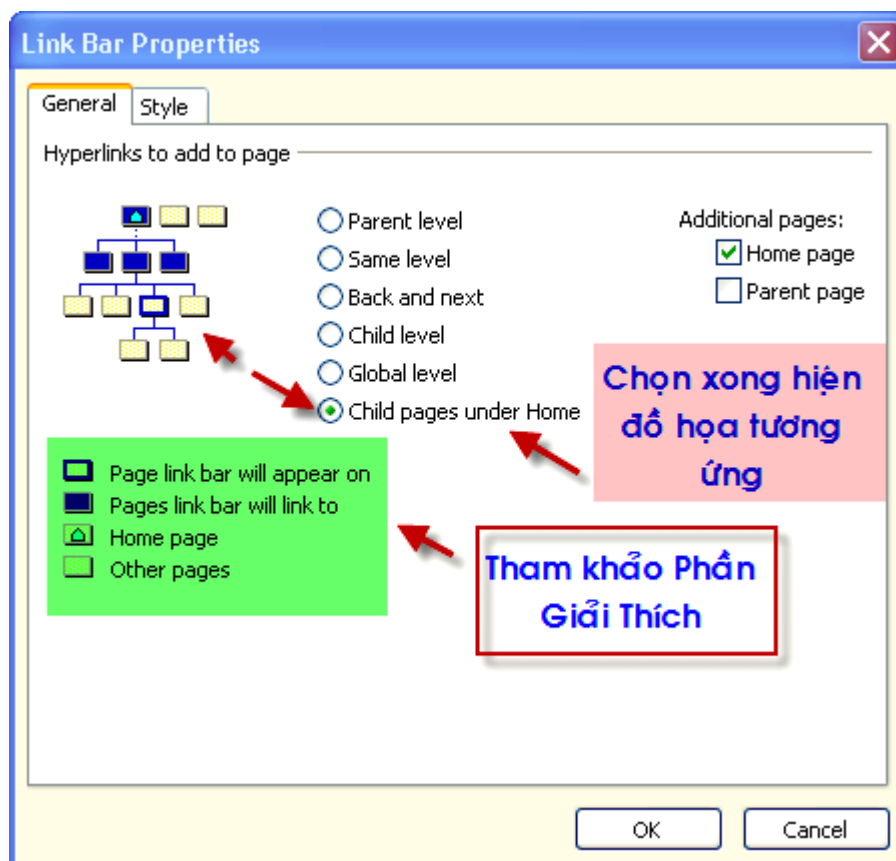 Link Bar Properties
General
Style
Hyperlinks to add to page
Parent level
Same level
Back and next
Child level
Global level
Child pages under Home
Additional pages:
Home page
Parent page
Chọn xong hiện
đồ họa tương
ứng
Page link bar will appear on
Pages link bar will link to
Home page
Other pages
Tham khảo Phần
Giải Thích
OK
Cancel